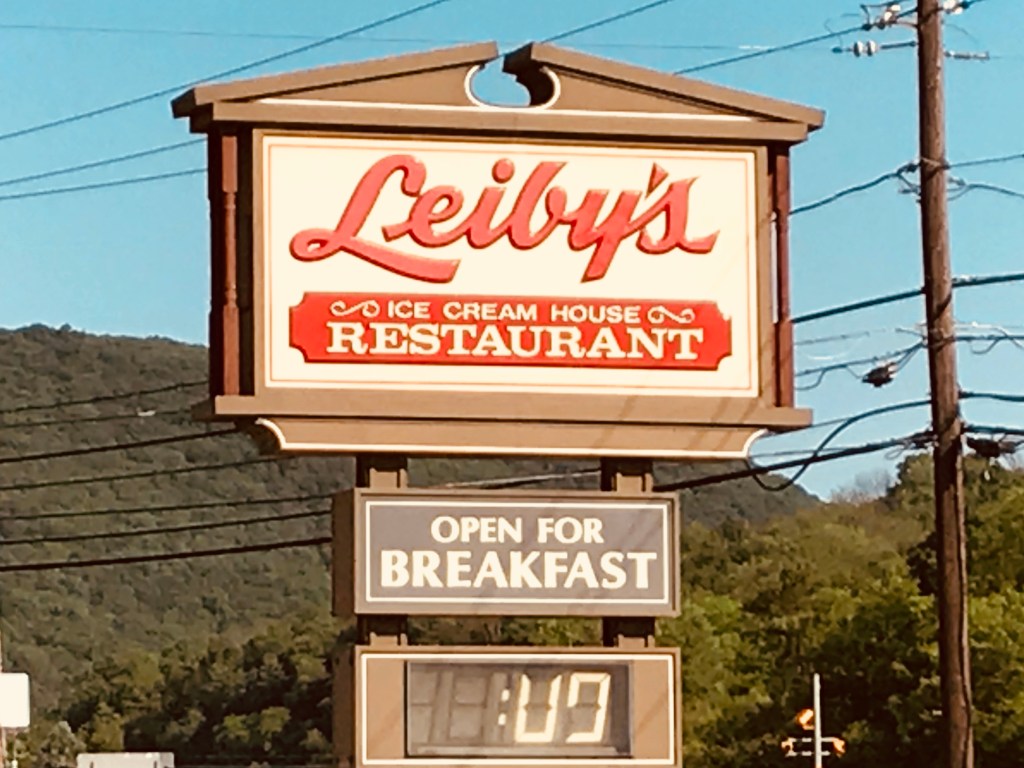 Leiby's
ICE CREAM HOUSE
RESTAURANT
OPEN FOR
BREAKFAST